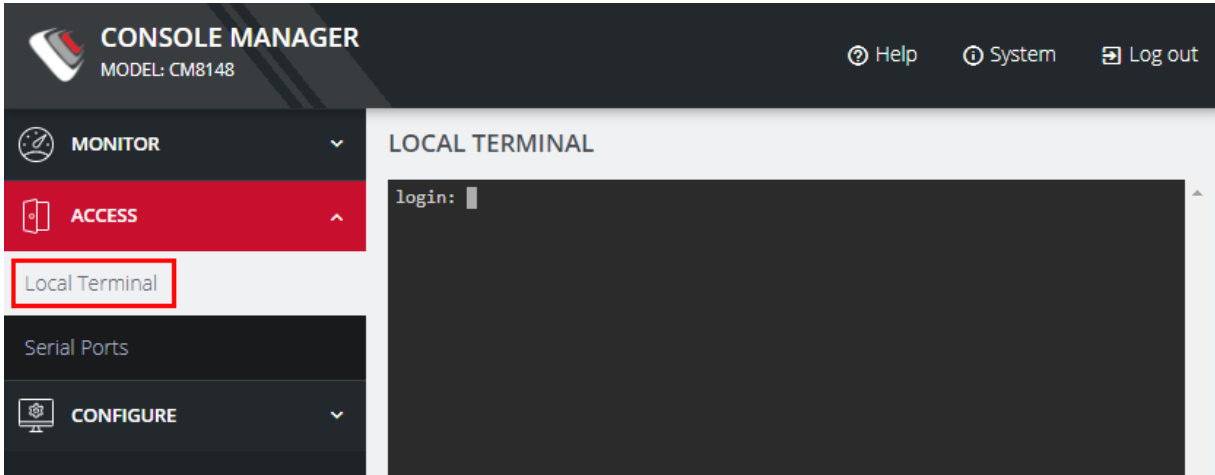 CONSOLE MANAGER
MODEL: CM8148
Help System Log out
MONITOR
ACCESS
Local Terminal
Serial Ports
CONFIGURE
LOCAL TERMINAL
login: